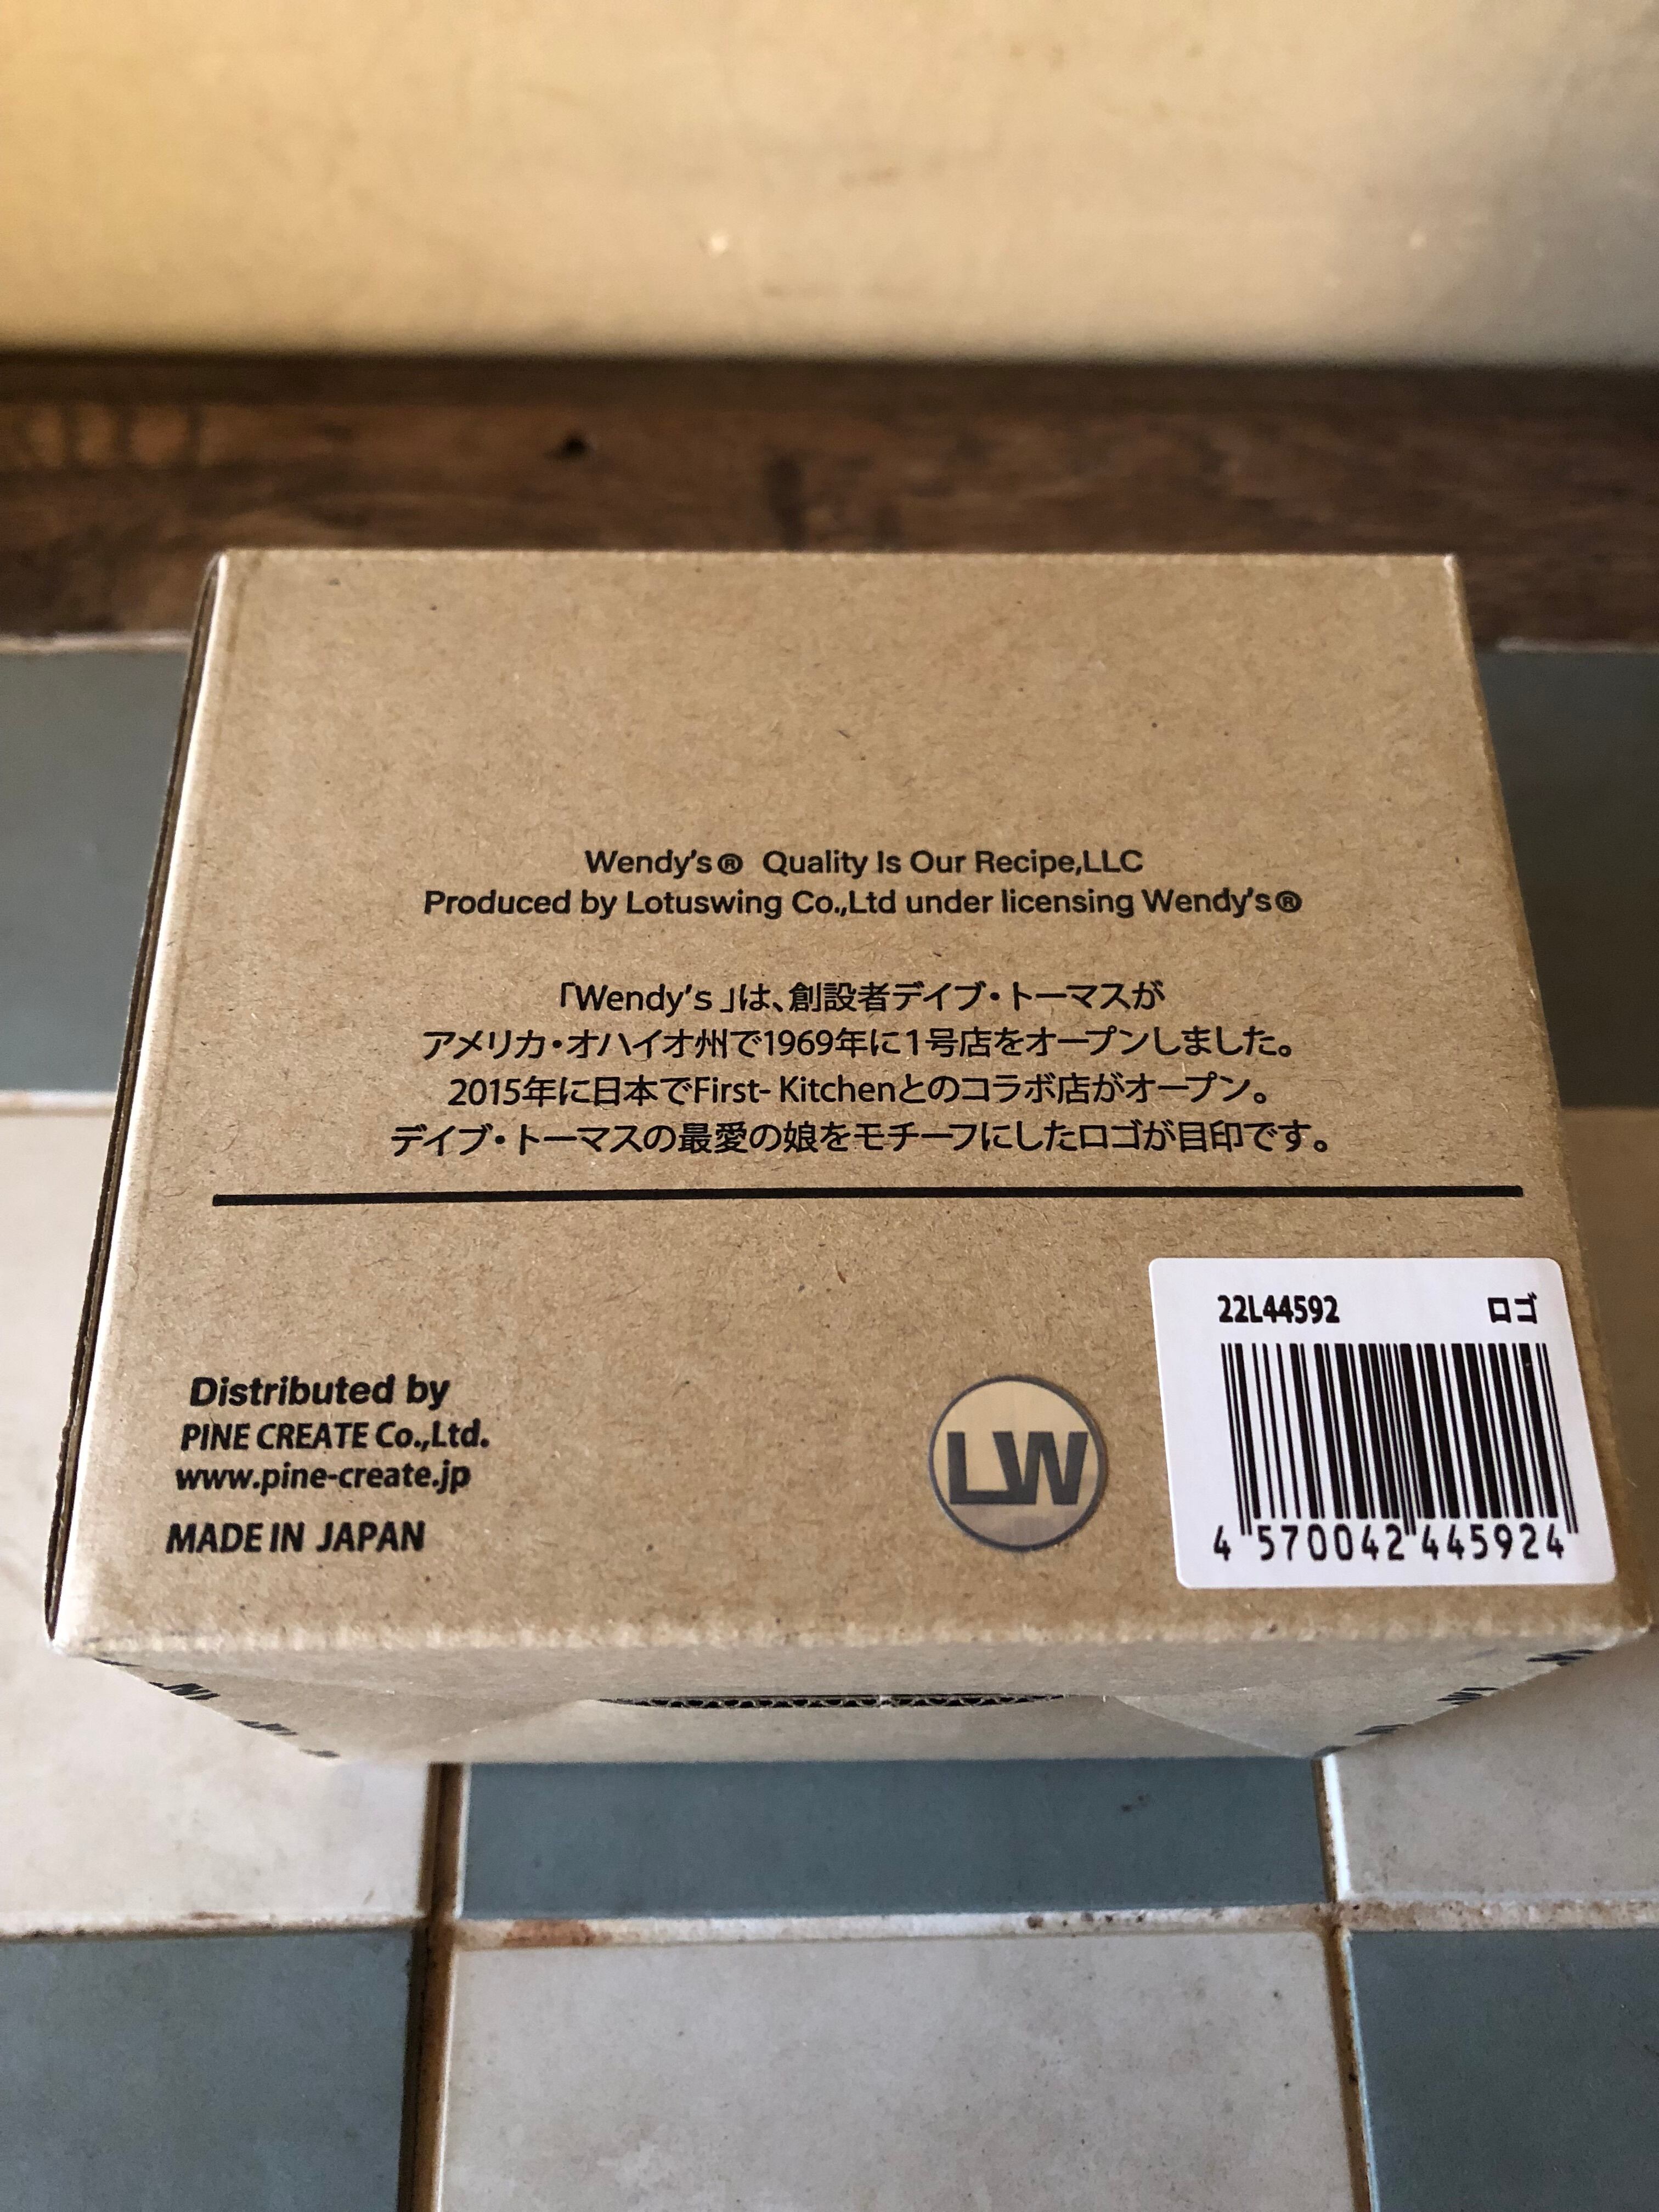 Wendy's® Quality Is Our Recipe,LLC
Produced by Lotuswing Co.,Ltd under licensing Wendy's®
「Wendy's」は、創設者デイブ・トーマスが
アメリカ・オハイオ州で1969年に1号店をオープンしました。
2015年に日本でFirst- Kitchenとのコラボ店がオープン。
デイブ・トーマスの最愛の娘をモチーフにしたロゴが目印です。
Distributed by
PINE CREATE Co.,Ltd.
www.pine-create.jp
MADE IN JAPAN
LW
22L44592 ロゴ
4 570042 445924